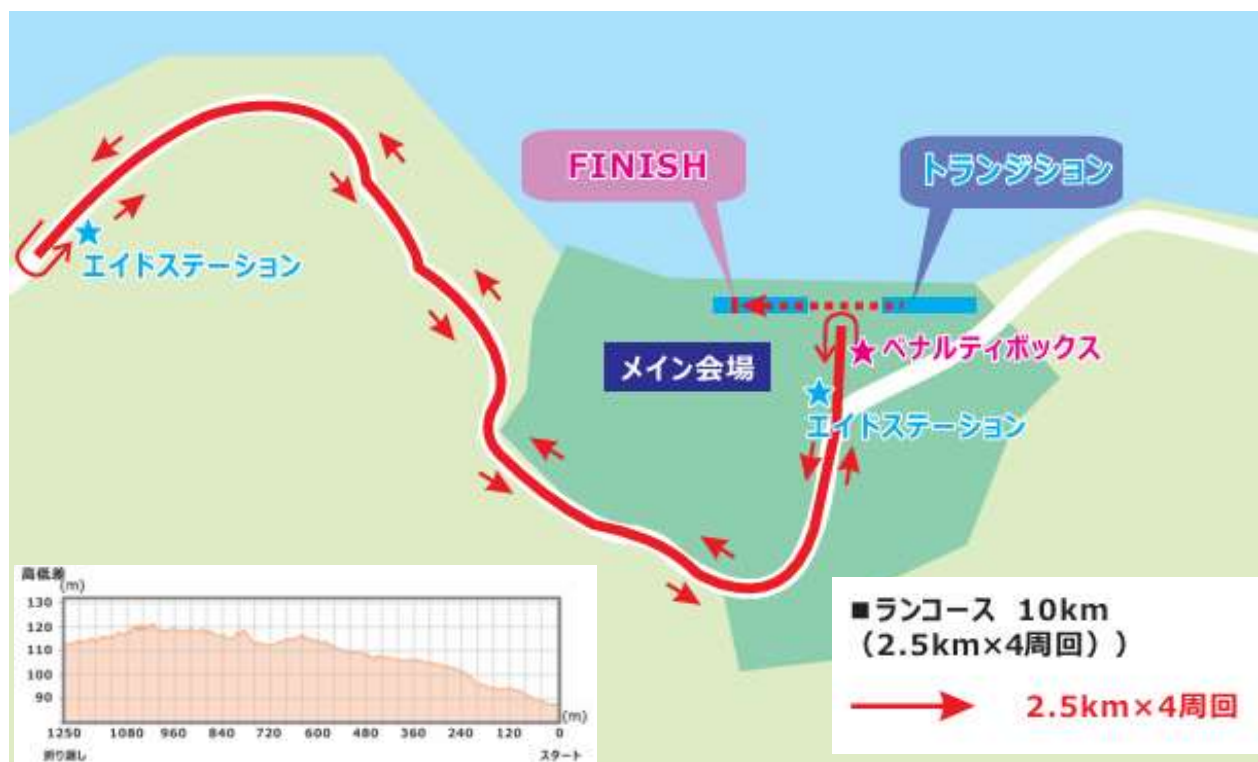 FINISH
トランジション
エイドステーション
メイン会場
ペナルティボックス
エイドステーション
高低差
(m)
130
120
110
100
90
1250 1080 960 840 720 600 480 360 240 120 0
(m)
折り返し
スタート
■ランコース 10km
(2.5km×4周回))
2.5km×4周回